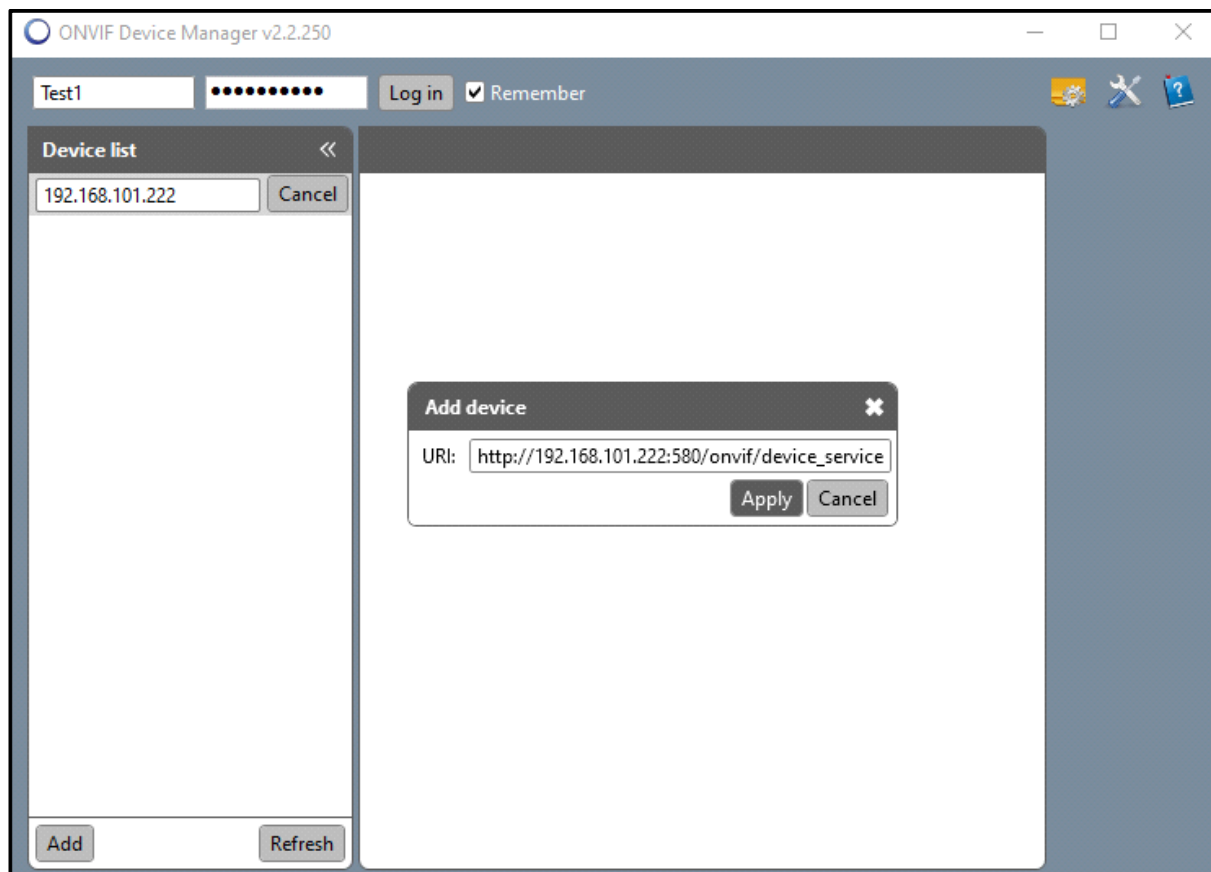 ONVIF Device Manager v2.2.250
Test1 •••••••••• Log in Remember
Device list
192.168.101.222 Cancel
Add device
URI: http://192.168.101.222:580/onvif/device_service
Apply Cancel
Add Refresh